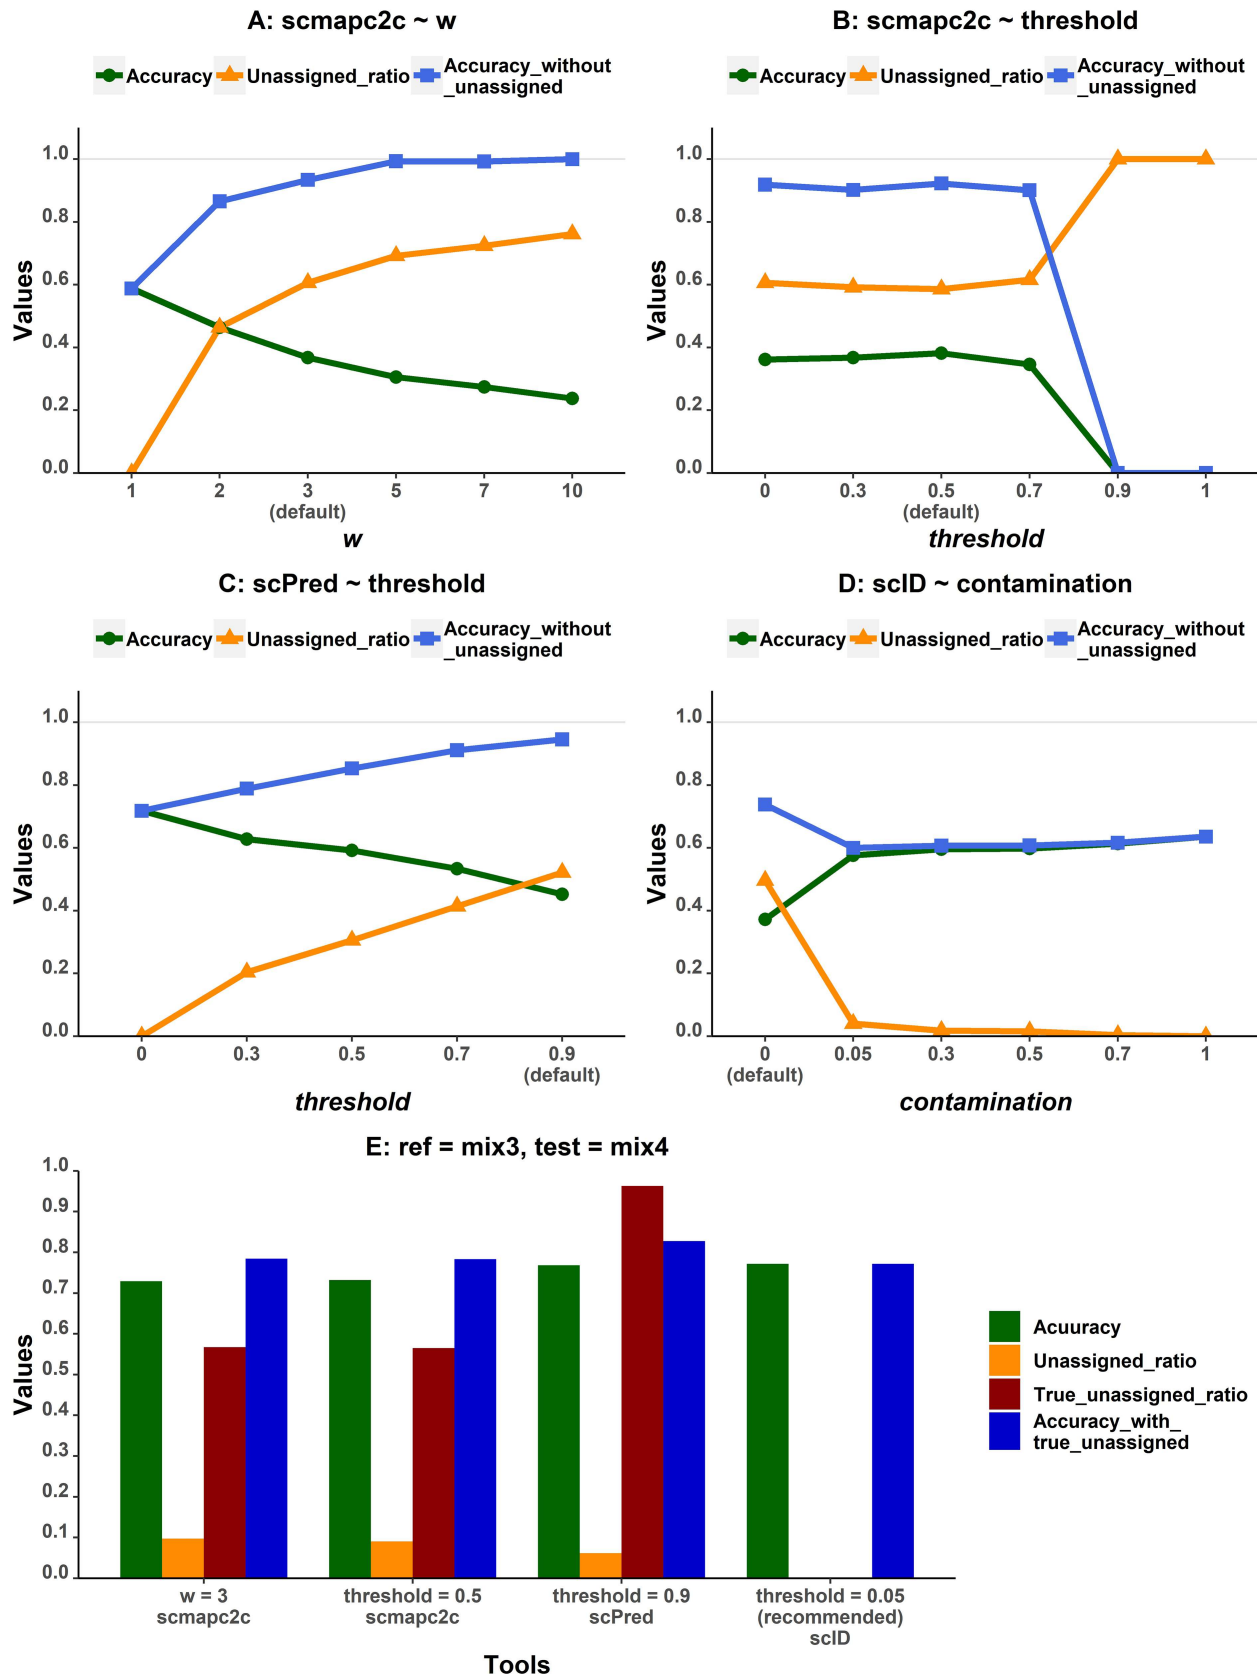 A: scmapc2c ~ w
Accuracy Unassigned_ratio Accuracy_without
_unassigned
1.0
0.8
0.6
0.4
0.2
0.0
Values
1 2 3 5 7 10
(default)
w
B: scmapc2c ~ threshold
Accuracy Unassigned_ratio Accuracy_without
_unassigned
1.0
0.8
0.6
0.4
0.2
0.0
Values
0 0.3 0.5 0.7 0.9 1
(default)
threshold
C: scPred ~ threshold
Accuracy Unassigned_ratio Accuracy_without
_unassigned
1.0
0.8
0.6
0.4
0.2
0.0
Values
0 0.3 0.5 0.7 0.9
(default)
threshold
D: scID ~ contamination
Accuracy Unassigned_ratio Accuracy_without
_unassigned
1.0
0.8
0.6
0.4
0.2
0.0
Values
0 0.05 0.3 0.5 0.7 1
(default)
contamination
E: ref = mix3, test = mix4
1.0
0.9
0.8
0.7
0.6
0.5
0.4
0.3
0.2
0.1
0.0
Values
w = 3
scmapc2c
threshold = 0.5
scmapc2c
threshold = 0.9
scPred
threshold = 0.05
(recommended)
scID
Tools
Acuuracy
Unassigned_ratio
True_unassigned_ratio
Accuracy_with_
true_unassigned